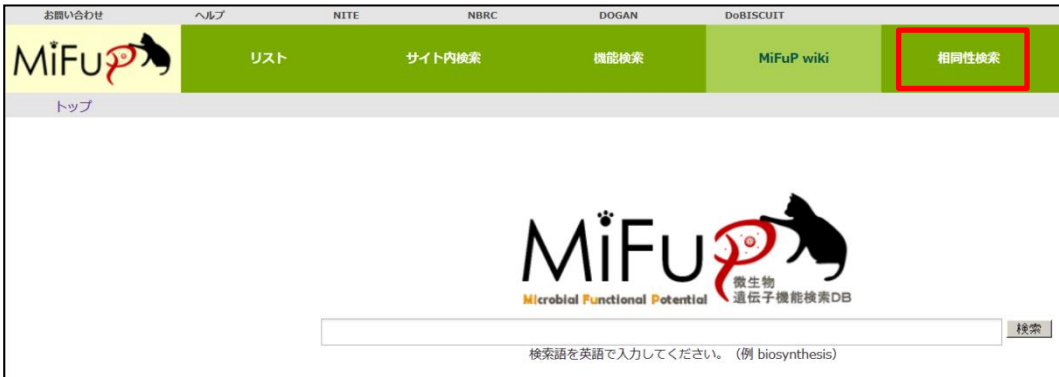 お問い合わせ ヘルプ NITE NBRC DOGAN DoBISCUIT
MiFuP リスト サイト内検索 機能検索 MiFuP wiki 相同性検索
トップ
MiFuP
微生物
Microbial Functional Potential 遺伝子機能検索DB
検索
検索語を英語で入力してください。（例 biosynthesis）